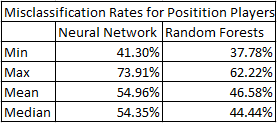 Misclassification Rates for Positition Players
Neural Network Random Forests
Min 41.30% 37.78%
Max 73.91% 62.22%
Mean 54.96% 46.58%
Median 54.35% 44.44%